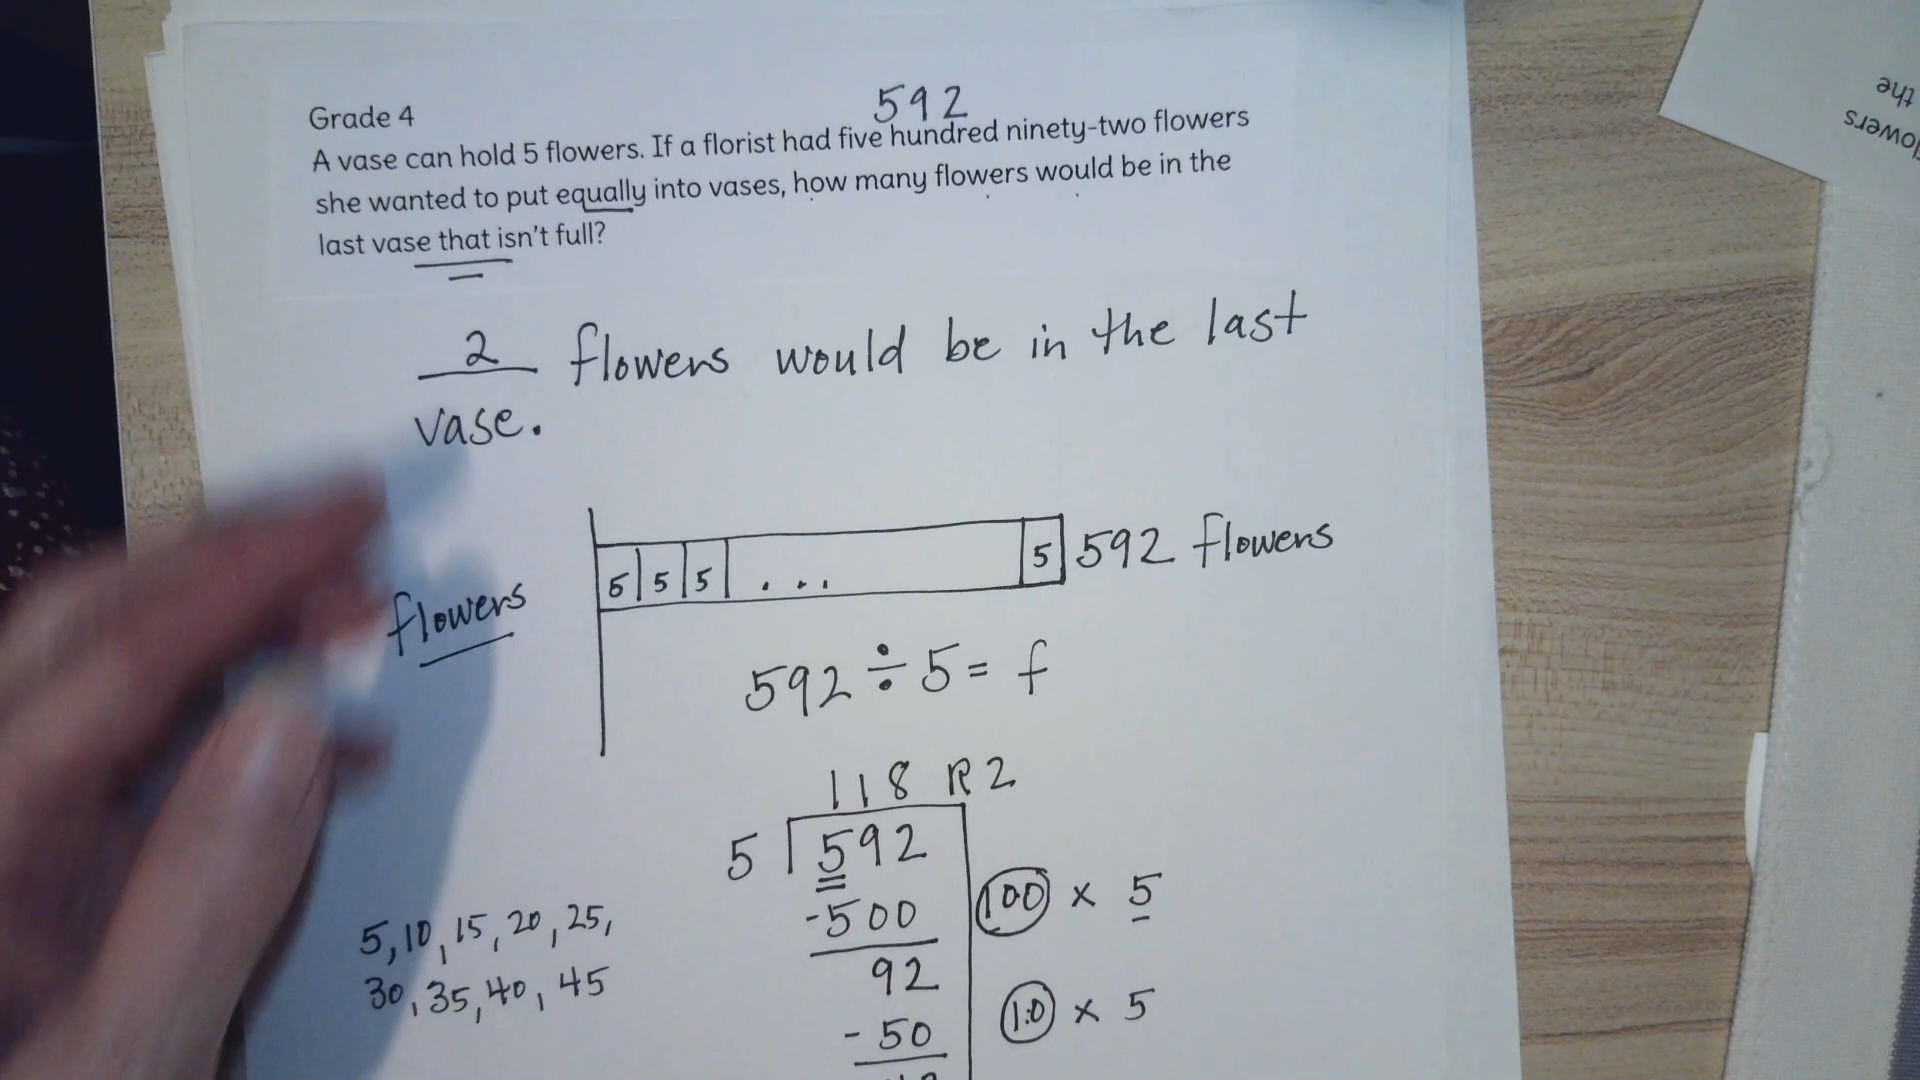 Grade 4
592
A vase can hold 5 flowers. If a florist had five hundred ninety-two flowers
she wanted to put equally into vases, how many flowers would be in the
last vase that isn't full?
2 flowers would be in the last
vase.
5 5 5 ... 5 592 flowers
flowers
592 ÷ 5 = f
118 R2
5 592
-500 100 x 5
92
-50 10 x 5
5, 10, 15, 20, 25,
30, 35, 40, 45
the
flowers